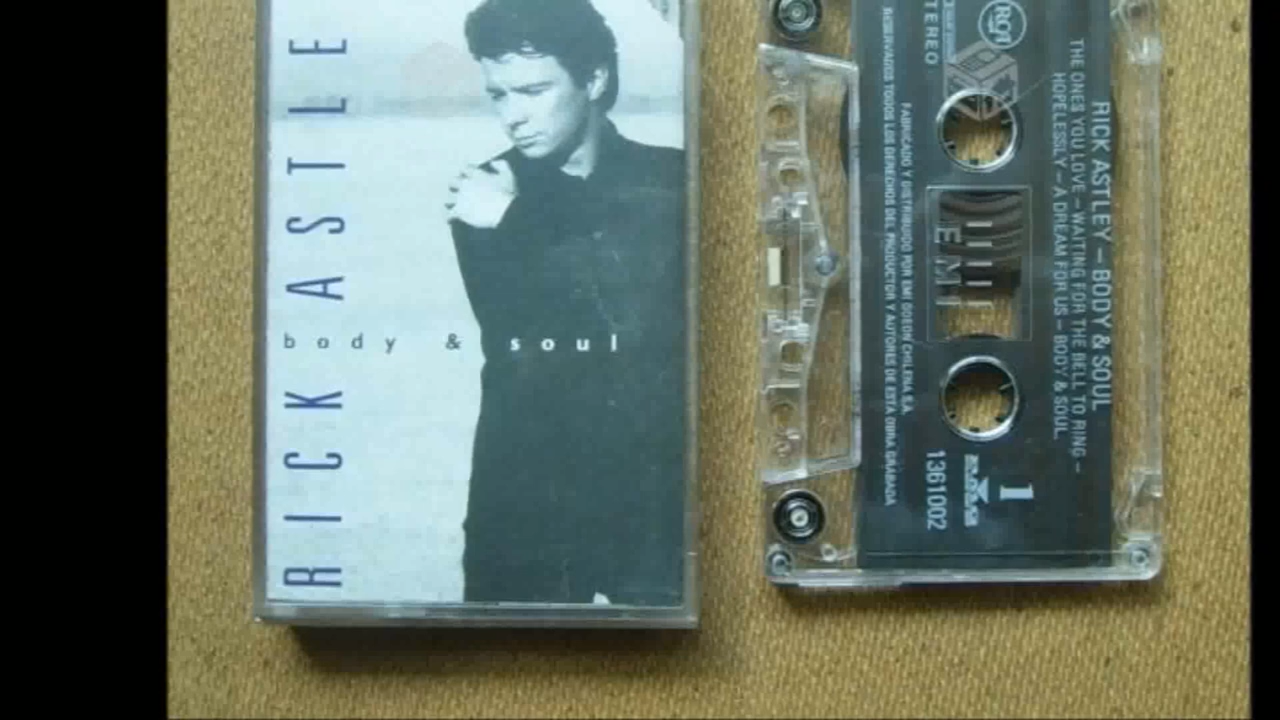 RICK ASTLE
body & soul
RICK ASTLEY — BODY & SOUL
THE ONES YOU LOVE — WAITING FOR THE BELL TO RING —
HOPELESSLY — A DREAM FOR US — BODY & SOUL.
RCA
STEREO
EMI
1
1361002
FABRICADO Y DISTRIBUIDO POR EMI ODEON CHILENA S.A.
RESERVADOS TODOS LOS DERECHOS DEL PRODUCTOR Y AUTORES DE ESTA OBRA GRABADA